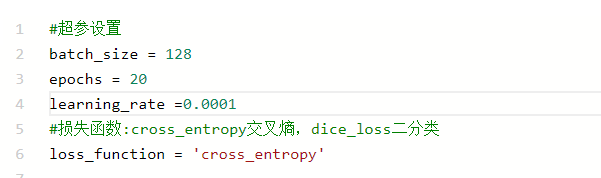 1 #超参设置
2 batch_size = 128
3 epochs = 20
4 learning_rate =0.0001
5 #损失函数:cross_entropy交叉熵，dice_loss二分类
6 loss_function = 'cross_entropy'
7